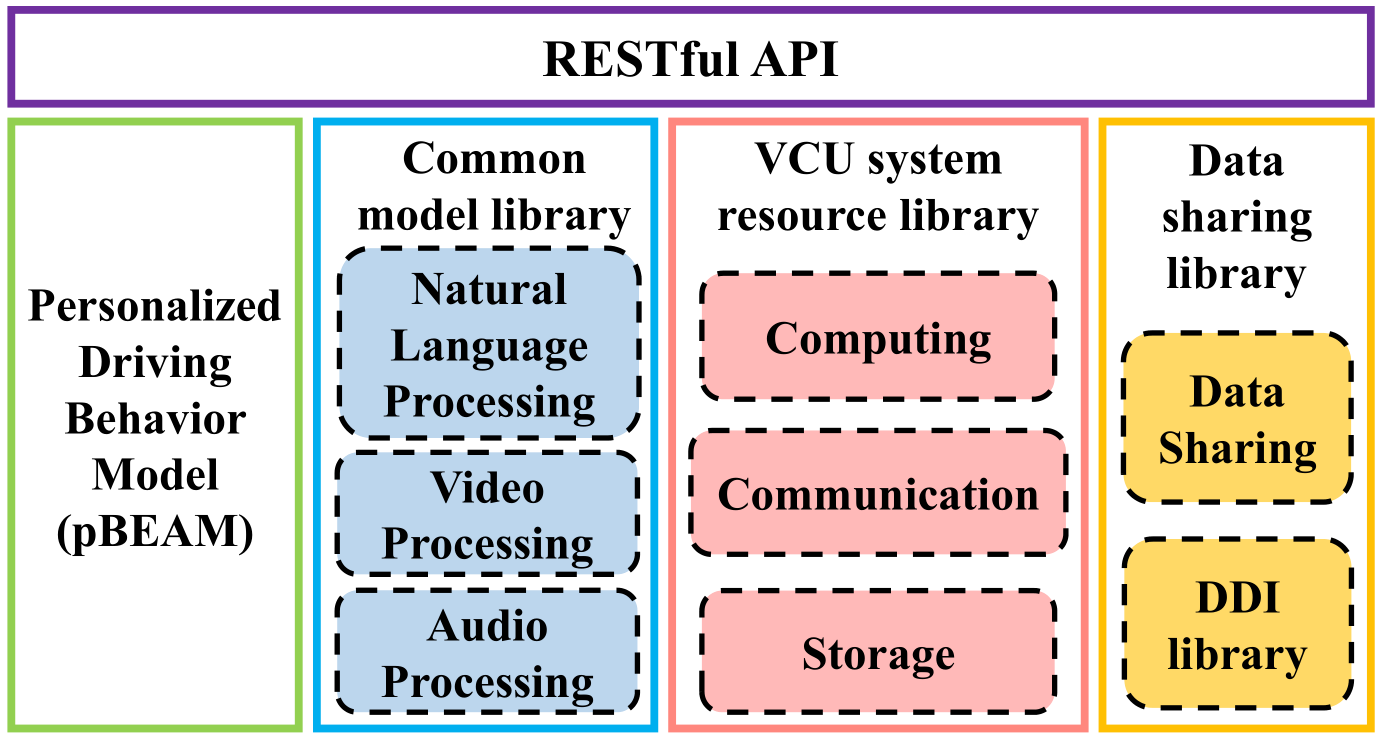 RESTful API
Personalized
Driving
Behavior
Model
(pBEAM)
Common
model library
Natural
Language
Processing
Video
Processing
Audio
Processing
VCU system
resource library
Computing
Communication
Storage
Data
sharing
library
Data
Sharing
DDI
library